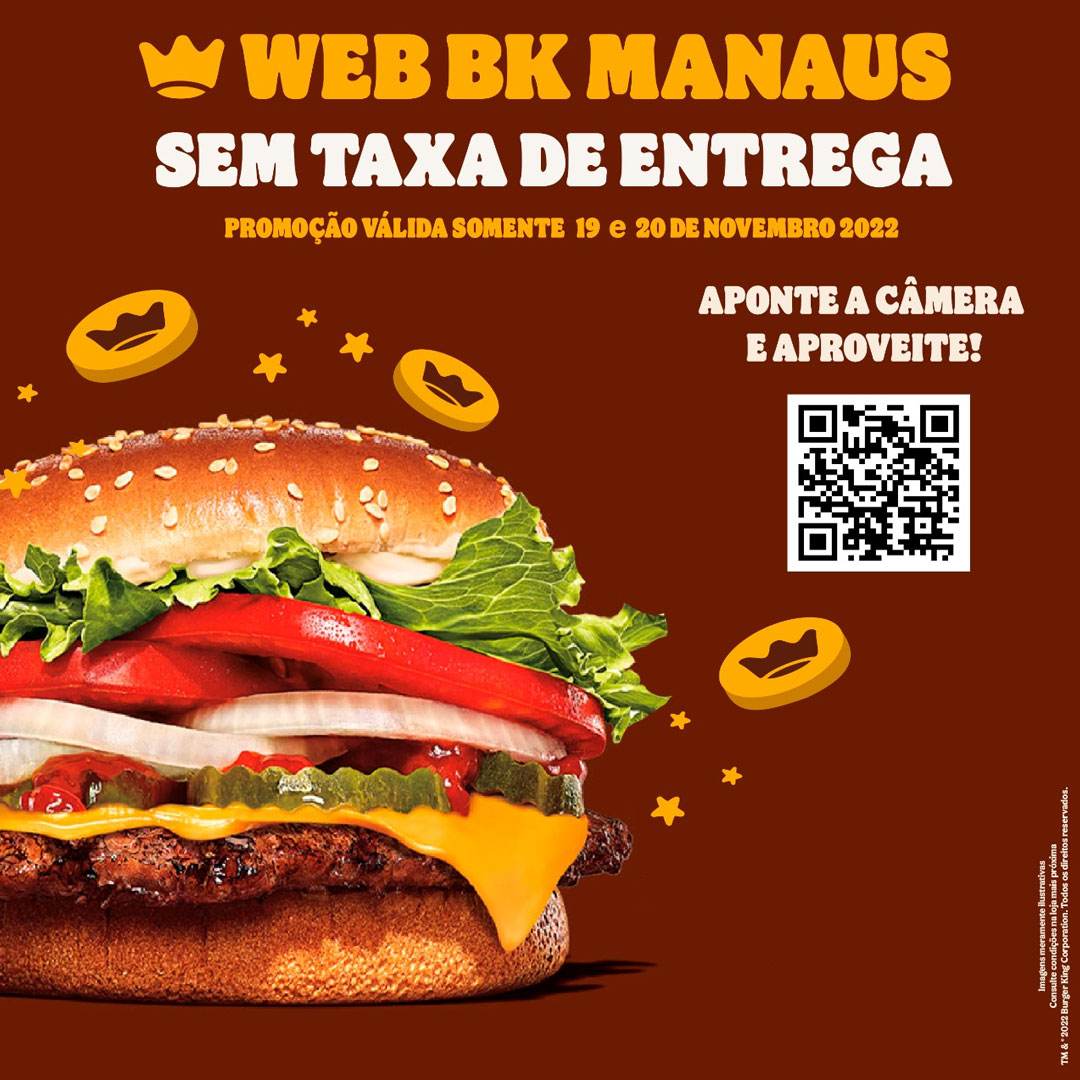 WEB BK MANAUS
SEM TAXA DE ENTREGA
PROMOÇÃO VÁLIDA SOMENTE 19 e 20 DE NOVEMBRO 2022
APONTE A CÂMERA
E APROVEITE!
Imagens meramente ilustrativas
Consulte condições na loja mais próxima
TM & ® 2022 Burger King Corporation. Todos os direitos reservados.